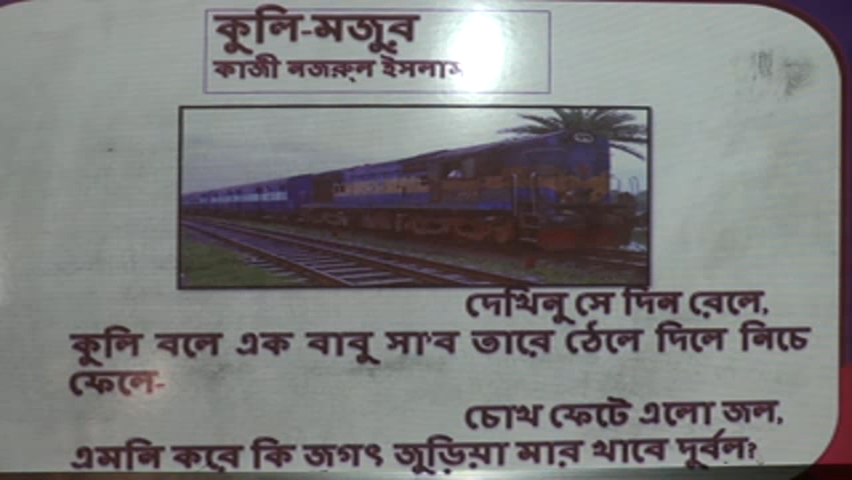 কুলি-মজুর
কাজী নজরুল ইসলাম
দেখিনু সে দিন রেলে,
কুলি বলে এক বাবু সা'ব তারে ঠেলে দিলে নিচে
ফেলে-
চোখ ফেটে এলো জল,
এমনি করে কি জগৎ জুড়িয়া মার খাবে দুর্বল?